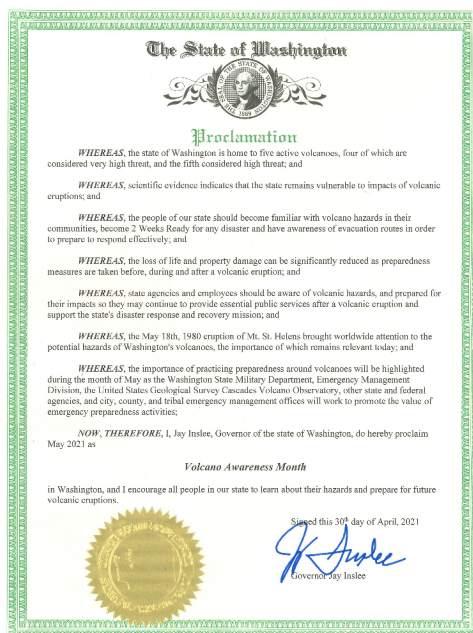 The State of Washington
THE SEAL OF THE STATE OF WASHINGTON
1889
Proclamation
WHEREAS, the state of Washington is home to five active volcanoes, four of which are
considered very high threat, and the fifth considered high threat; and
WHEREAS, scientific evidence indicates that the state remains vulnerable to impacts of volcanic
eruptions; and
WHEREAS, the people of our state should become familiar with volcano hazards in their
communities, become 2 Weeks Ready for any disaster and have awareness of evacuation routes in order
to prepare to respond effectively; and
WHEREAS, the loss of life and property damage can be significantly reduced as preparedness
measures are taken before, during and after a volcanic eruption; and
WHEREAS, state agencies and employees should be aware of volcanic hazards, and prepared for
their impacts so they may continue to provide essential public services after a volcanic eruption and
support the state's disaster response and recovery mission; and
WHEREAS, the May 18th, 1980 eruption of Mt. St. Helens brought worldwide attention to the
potential hazards of Washington's volcanoes, the importance of which remains relevant today; and
WHEREAS, the importance of practicing preparedness around volcanoes will be highlighted
during the month of May as the Washington State Military Department, Emergency Management
Division, the United States Geological Survey Cascades Volcano Observatory, other state and federal
agencies, and city, county, and tribal emergency management offices will work to promote the value of
emergency preparedness activities;
NOW, THEREFORE, I, Jay Inslee, Governor of the state of Washington, do hereby proclaim
May 2021 as
Volcano Awareness Month
in Washington, and I encourage all people in our state to learn about their hazards and prepare for future
volcanic eruptions.
Signed this 30th day of April, 2021
Jay Inslee
Governor Jay Inslee